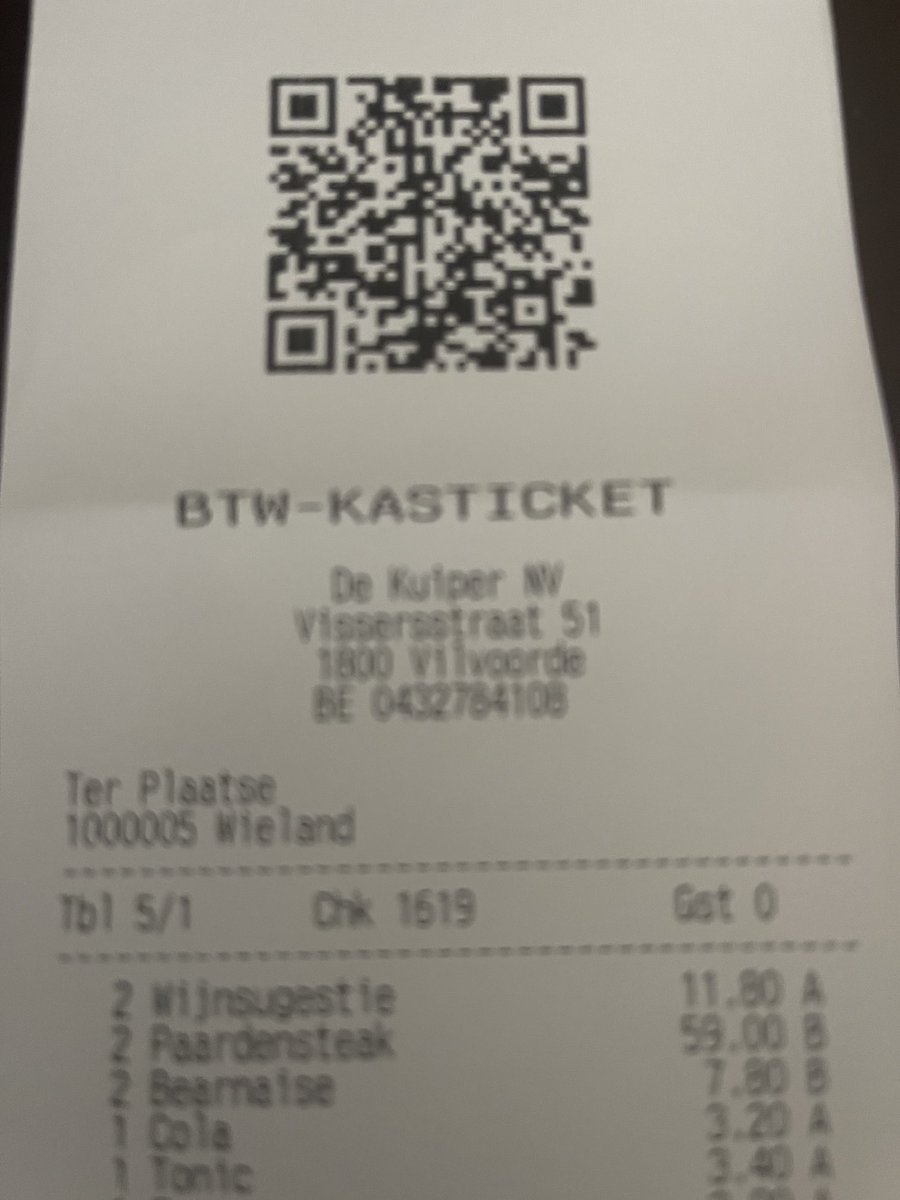 BTW-KASTICKET
De Kuiper NV
Vissersstraat 51
1800 Vilvoorde
BE 0432784108
Ter Plaatse
1000005 Wieland
Tbl 5/1 Chk 1619 Gst 0
2 Wijnsugestie 11.80 A
2 Paardensteak 59.00 B
2 Bearnaise 7.80 B
1 Cola 3.20 A
1 Tonic 3.40 A